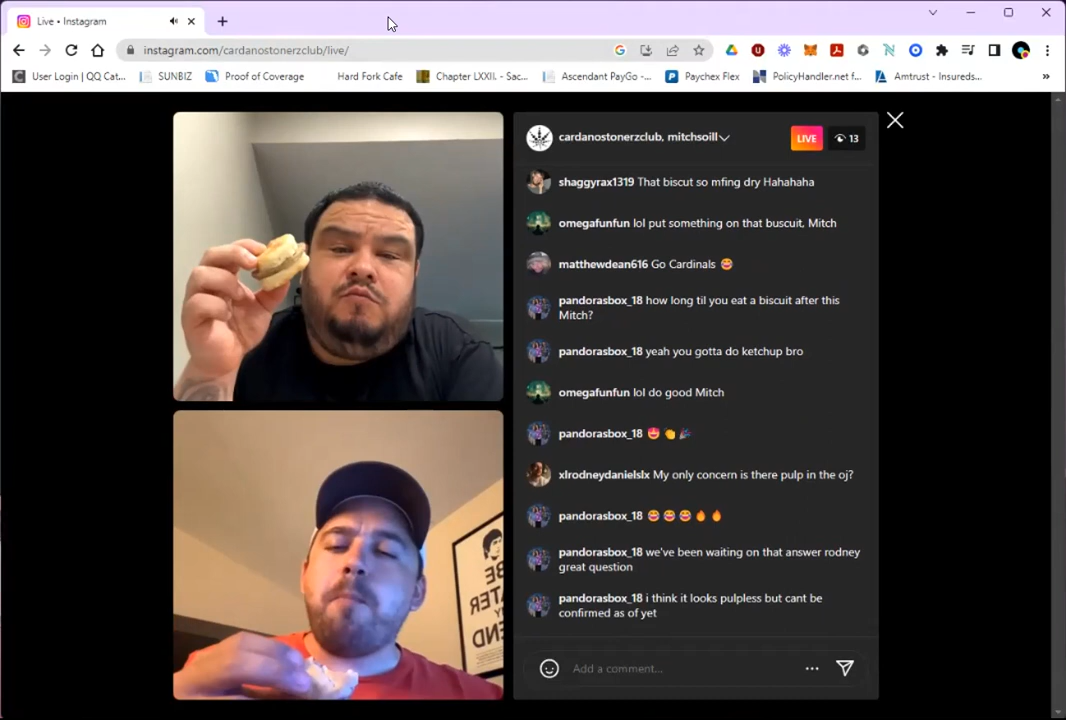 Live • Instagram
instagram.com/cardanostonerzclub/live/
User Login | QQ Cat...
SUNBIZ
Proof of Coverage
Hard Fork Cafe
Chapter LXXII. - Sac...
Ascendant PayGo -...
Paychex Flex
PolicyHandler.net f...
Amtrust - Insureds...
»
cardanostonerzclub, mitchsoill
LIVE
13
shaggyrax1319 That biscut so mfing dry Hahahaha
omegafunfun lol put something on that buscuit, Mitch
matthewdean616 Go Cardinals 😂
pandorasbox_18 how long til you eat a biscuit after this
Mitch?
pandorasbox_18 yeah you gotta do ketchup bro
omegafunfun lol do good Mitch
pandorasbox_18 😍 👏 🎉
xlrodneydanielslx My only concern is there pulp in the oj?
pandorasbox_18 😂 😂 😂 🔥 🔥
pandorasbox_18 we've been waiting on that answer rodney
great question
pandorasbox_18 i think it looks pulpless but cant be
confirmed as of yet
Add a comment...
BE
ATER
END